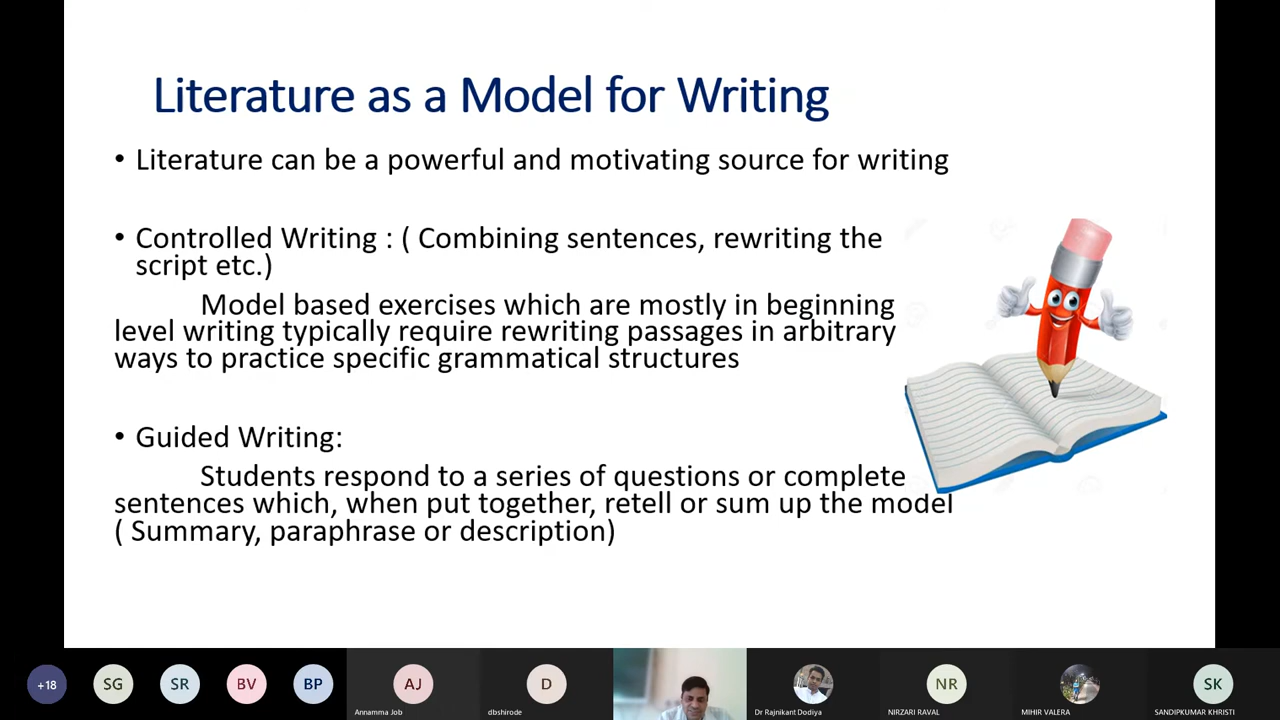 Literature as a Model for Writing
• Literature can be a powerful and motivating source for writing
• Controlled Writing : ( Combining sentences, rewriting the
script etc.)
Model based exercises which are mostly in beginning
level writing typically require rewriting passages in arbitrary
ways to practice specific grammatical structures
• Guided Writing:
Students respond to a series of questions or complete
sentences which, when put together, retell or sum up the model
( Summary, paraphrase or description)
+18
SG
SR
BV
BP
AJ
Annamma Job
D
dbshirode
Dr Rajnikant Dodiya
NR
NIRZARI RAVAL
MIHIR VALERA
SK
SANDIPKUMAR KHRISTI